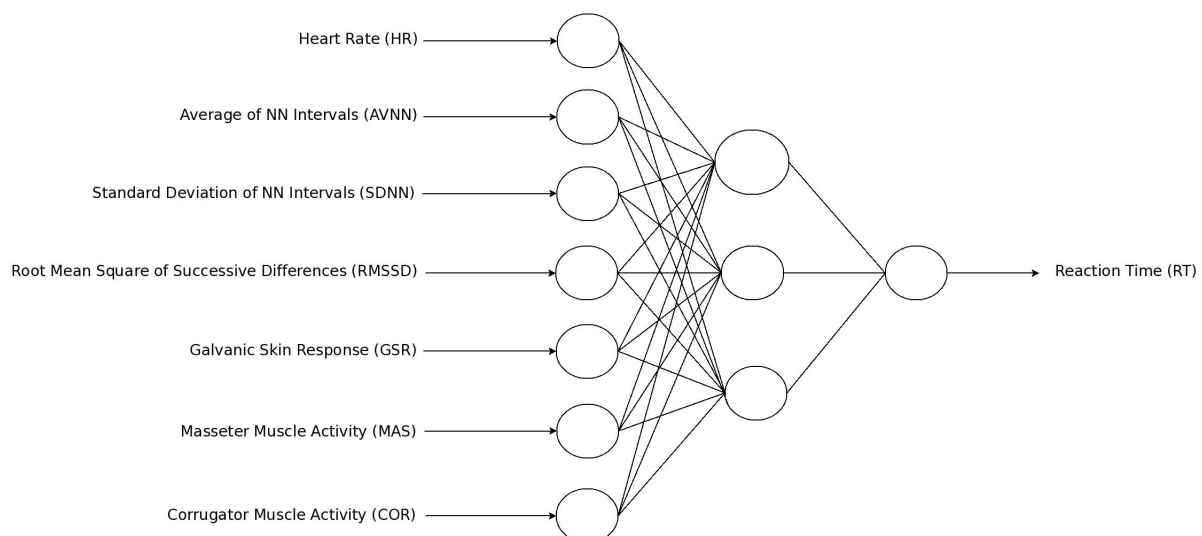 Heart Rate (HR)
Average of NN Intervals (AVNN)
Standard Deviation of NN Intervals (SDNN)
Root Mean Square of Successive Differences (RMSSD)
Reaction Time (RT)
Galvanic Skin Response (GSR)
Masseter Muscle Activity (MAS)
Corrugator Muscle Activity (COR)